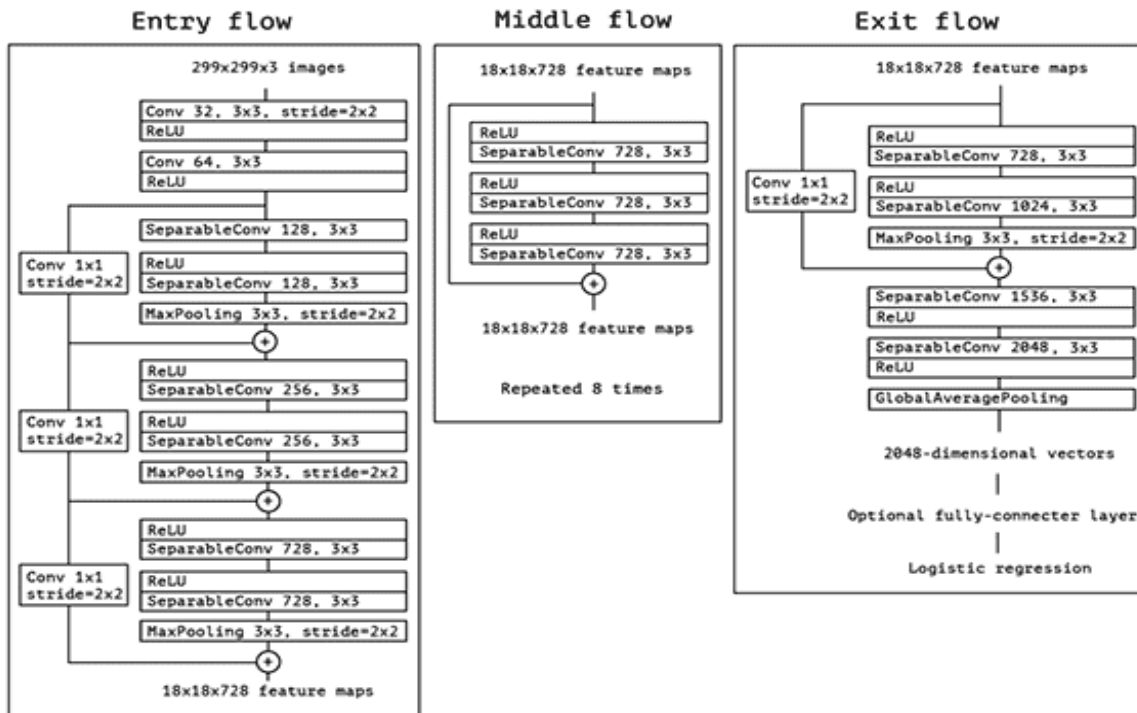 Entry flow
299x299x3 images
Conv 32, 3x3, stride=2x2
ReLU
Conv 64, 3x3
ReLU
SeparableConv 128, 3x3
Conv 1x1
stride=2x2
ReLU
SeparableConv 128, 3x3
MaxPooling 3x3, stride=2x2
+
ReLU
SeparableConv 256, 3x3
Conv 1x1
stride=2x2
ReLU
SeparableConv 256, 3x3
MaxPooling 3x3, stride=2x2
+
ReLU
SeparableConv 728, 3x3
Conv 1x1
stride=2x2
ReLU
SeparableConv 728, 3x3
MaxPooling 3x3, stride=2x2
+
18x18x728 feature maps
Middle flow
18x18x728 feature maps
ReLU
SeparableConv 728, 3x3
ReLU
SeparableConv 728, 3x3
ReLU
SeparableConv 728, 3x3
+
18x18x728 feature maps
Repeated 8 times
Exit flow
18x18x728 feature maps
ReLU
SeparableConv 728, 3x3
Conv 1x1
stride=2x2
ReLU
SeparableConv 1024, 3x3
MaxPooling 3x3, stride=2x2
+
SeparableConv 1536, 3x3
ReLU
SeparableConv 2048, 3x3
ReLU
GlobalAveragePooling
2048-dimensional vectors
Optional fully-connecter layer
Logistic regression